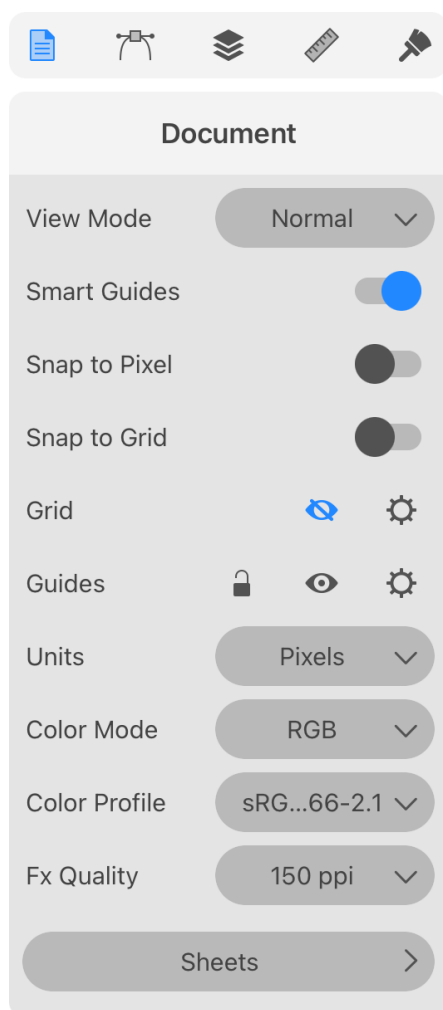 Document
View Mode Normal
Smart Guides
Snap to Pixel
Snap to Grid
Grid
Guides
Units Pixels
Color Mode RGB
Color Profile sRG...66-2.1
Fx Quality 150 ppi
Sheets